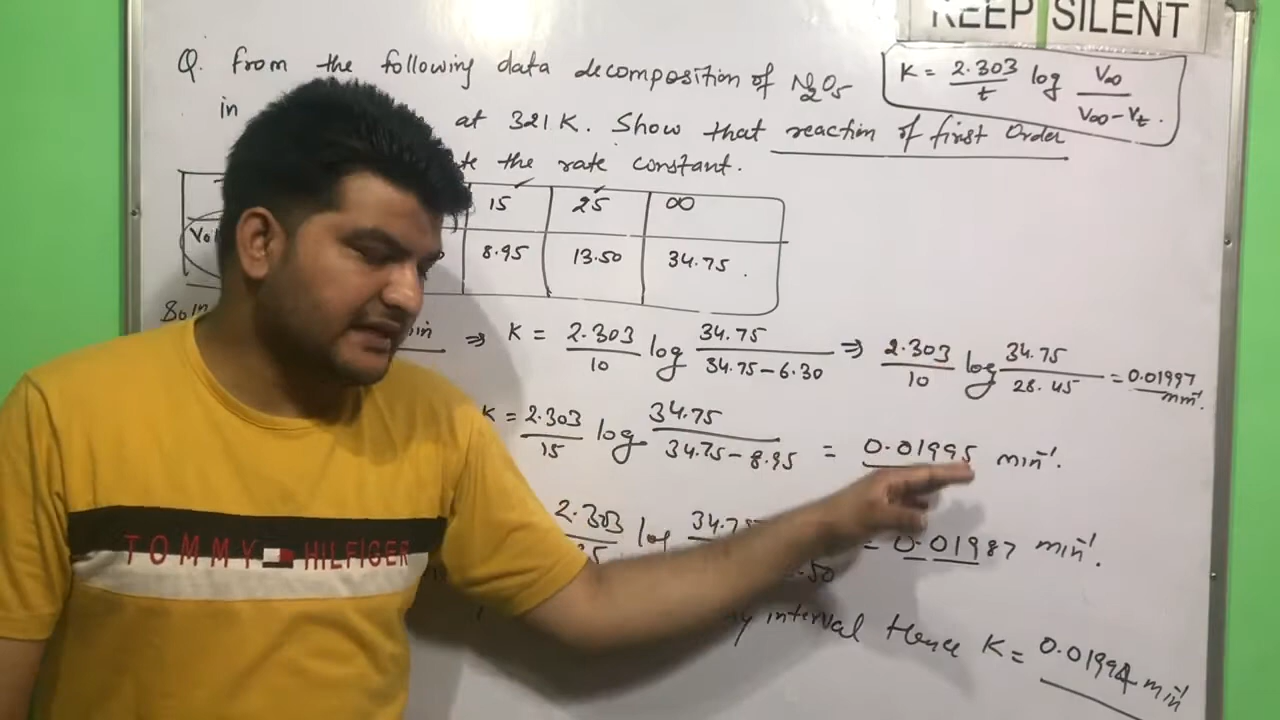 KEEP SILENT
Q. From the following data decomposition of N2O5
in at 321K. Show that reaction of first Order
the rate constant.
K = 2.303/t log V∞/V∞-Vt.
15 25 ∞
8.95 13.50 34.75.
⇒ K = 2.303/10 log 34.75/34.75-6.30 ⇒ 2.303/10 log 34.75/28.45 = 0.01997 min⁻¹.
K = 2.303/15 log 34.75/34.75-8.95 = 0.01995 min⁻¹.
2.303 log 34.75 .50 = 0.01987 min⁻¹.
interval Hence K = 0.01994 min⁻¹
TOMMY HILFIGER